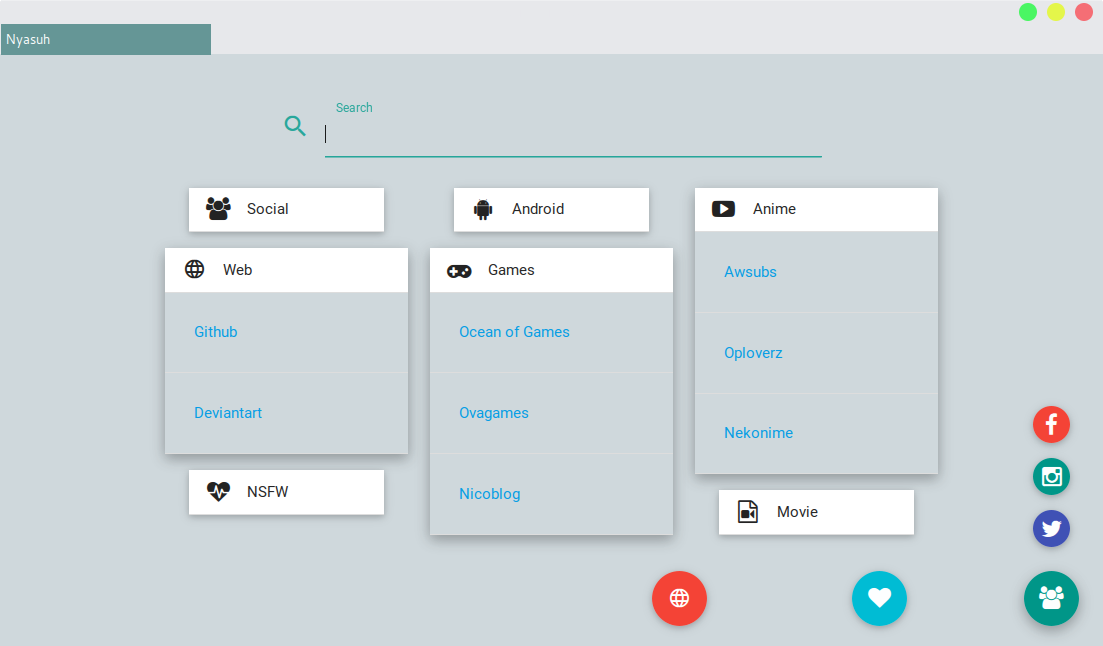 Nyasuh
Search
Social
Web
Github
Deviantart
NSFW
Android
Games
Ocean of Games
Ovagames
Nicoblog
Anime
Awsubs
Oploverz
Nekonime
Movie